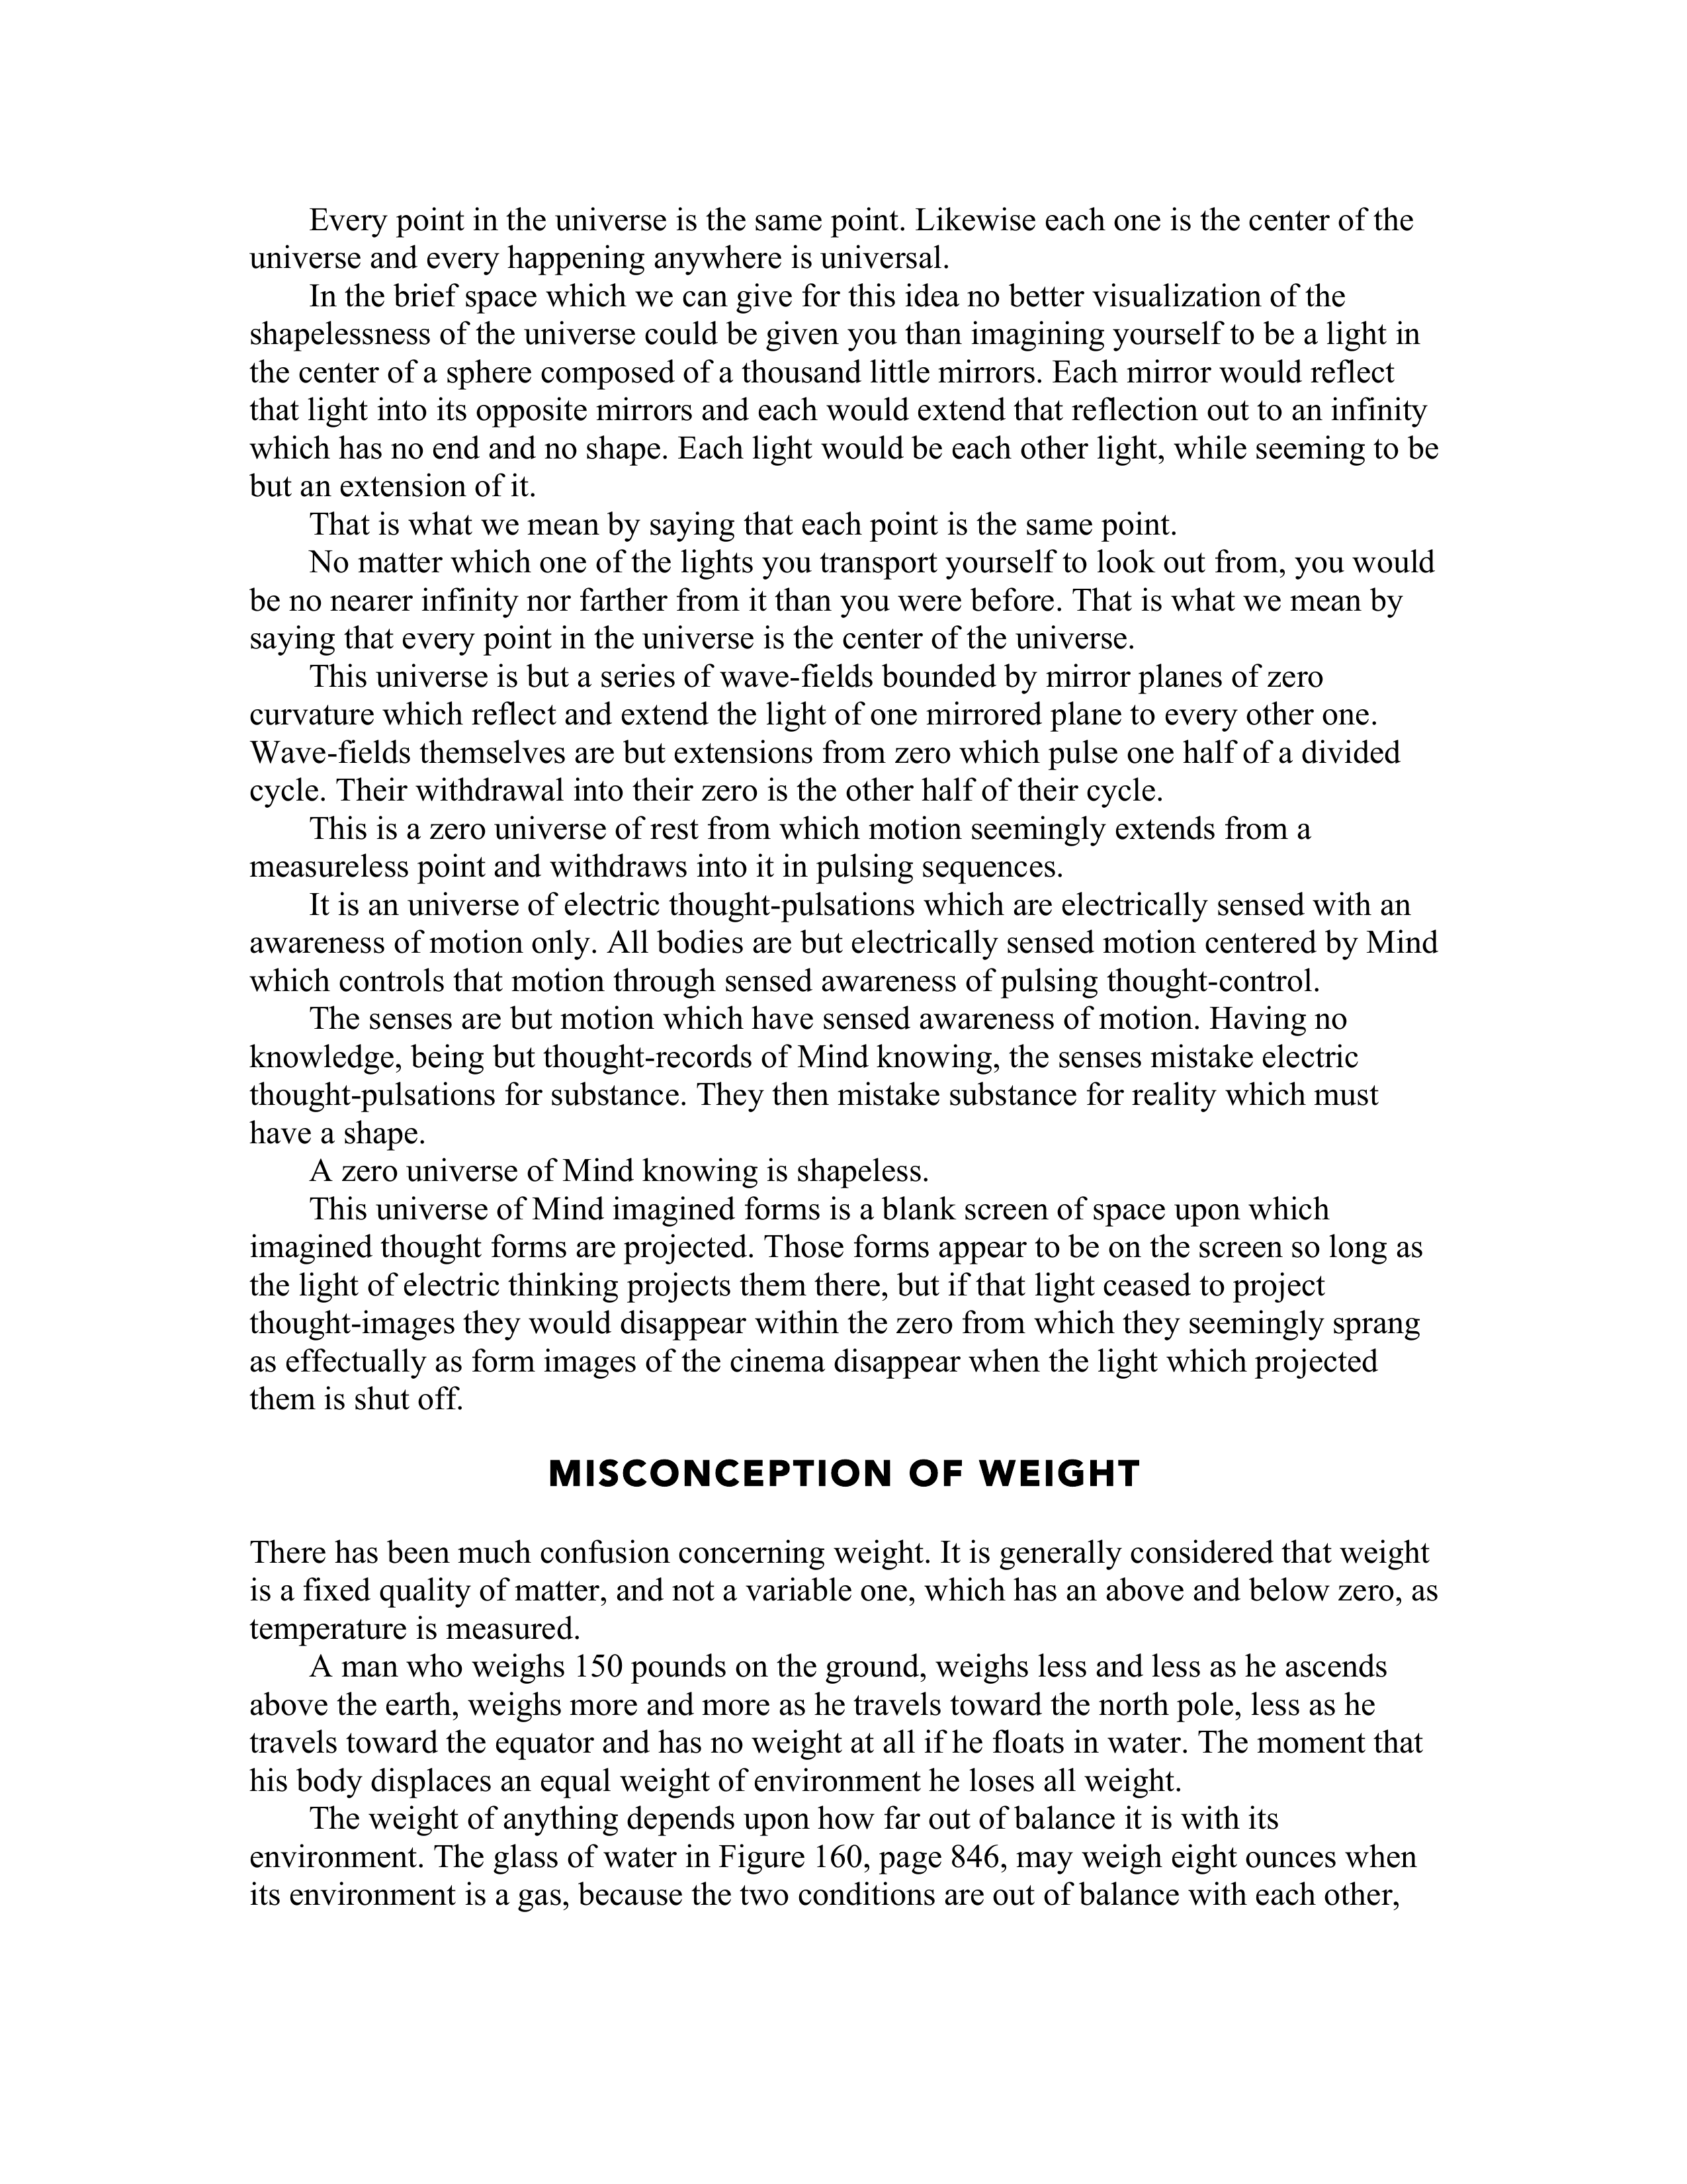 Every point in the universe is the same point. Likewise each one is the center of the
universe and every happening anywhere is universal.
In the brief space which we can give for this idea no better visualization of the
shapelessness of the universe could be given you than imagining yourself to be a light in
the center of a sphere composed of a thousand little mirrors. Each mirror would reflect
that light into its opposite mirrors and each would extend that reflection out to an infinity
which has no end and no shape. Each light would be each other light, while seeming to be
but an extension of it.
That is what we mean by saying that each point is the same point.
No matter which one of the lights you transport yourself to look out from, you would
be no nearer infinity nor farther from it than you were before. That is what we mean by
saying that every point in the universe is the center of the universe.
This universe is but a series of wave-fields bounded by mirror planes of zero
curvature which reflect and extend the light of one mirrored plane to every other one.
Wave-fields themselves are but extensions from zero which pulse one half of a divided
cycle. Their withdrawal into their zero is the other half of their cycle.
This is a zero universe of rest from which motion seemingly extends from a
measureless point and withdraws into it in pulsing sequences.
It is an universe of electric thought-pulsations which are electrically sensed with an
awareness of motion only. All bodies are but electrically sensed motion centered by Mind
which controls that motion through sensed awareness of pulsing thought-control.
The senses are but motion which have sensed awareness of motion. Having no
knowledge, being but thought-records of Mind knowing, the senses mistake electric
thought-pulsations for substance. They then mistake substance for reality which must
have a shape.
A zero universe of Mind knowing is shapeless.
This universe of Mind imagined forms is a blank screen of space upon which
imagined thought forms are projected. Those forms appear to be on the screen so long as
the light of electric thinking projects them there, but if that light ceased to project
thought-images they would disappear within the zero from which they seemingly sprang
as effectually as form images of the cinema disappear when the light which projected
them is shut off.
MISCONCEPTION OF WEIGHT
There has been much confusion concerning weight. It is generally considered that weight
is a fixed quality of matter, and not a variable one, which has an above and below zero, as
temperature is measured.
A man who weighs 150 pounds on the ground, weighs less and less as he ascends
above the earth, weighs more and more as he travels toward the north pole, less as he
travels toward the equator and has no weight at all if he floats in water. The moment that
his body displaces an equal weight of environment he loses all weight.
The weight of anything depends upon how far out of balance it is with its
environment. The glass of water in Figure 160, page 846, may weigh eight ounces when
its environment is a gas, because the two conditions are out of balance with each other,